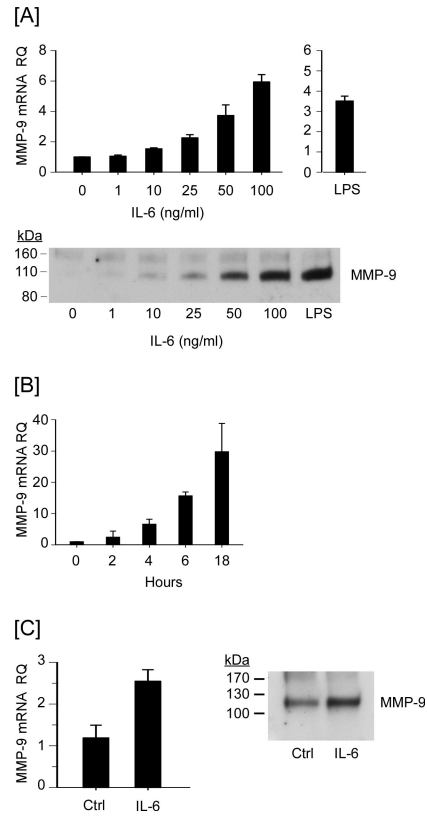 [A]
MMP-9 mRNA RQ
8
6
4
2
0
0 1 10 25 50 100
IL-6 (ng/ml)
6
5
4
3
2
1
0
LPS
kDa
160
110
80
MMP-9
0 1 10 25 50 100 LPS
IL-6 (ng/ml)
[B]
MMP-9 mRNA RQ
40
30
20
10
0
0 2 4 6 18
Hours
[C]
MMP-9 mRNA RQ
3
2
1
0
Ctrl IL-6
kDa
170
130
100
MMP-9
Ctrl IL-6